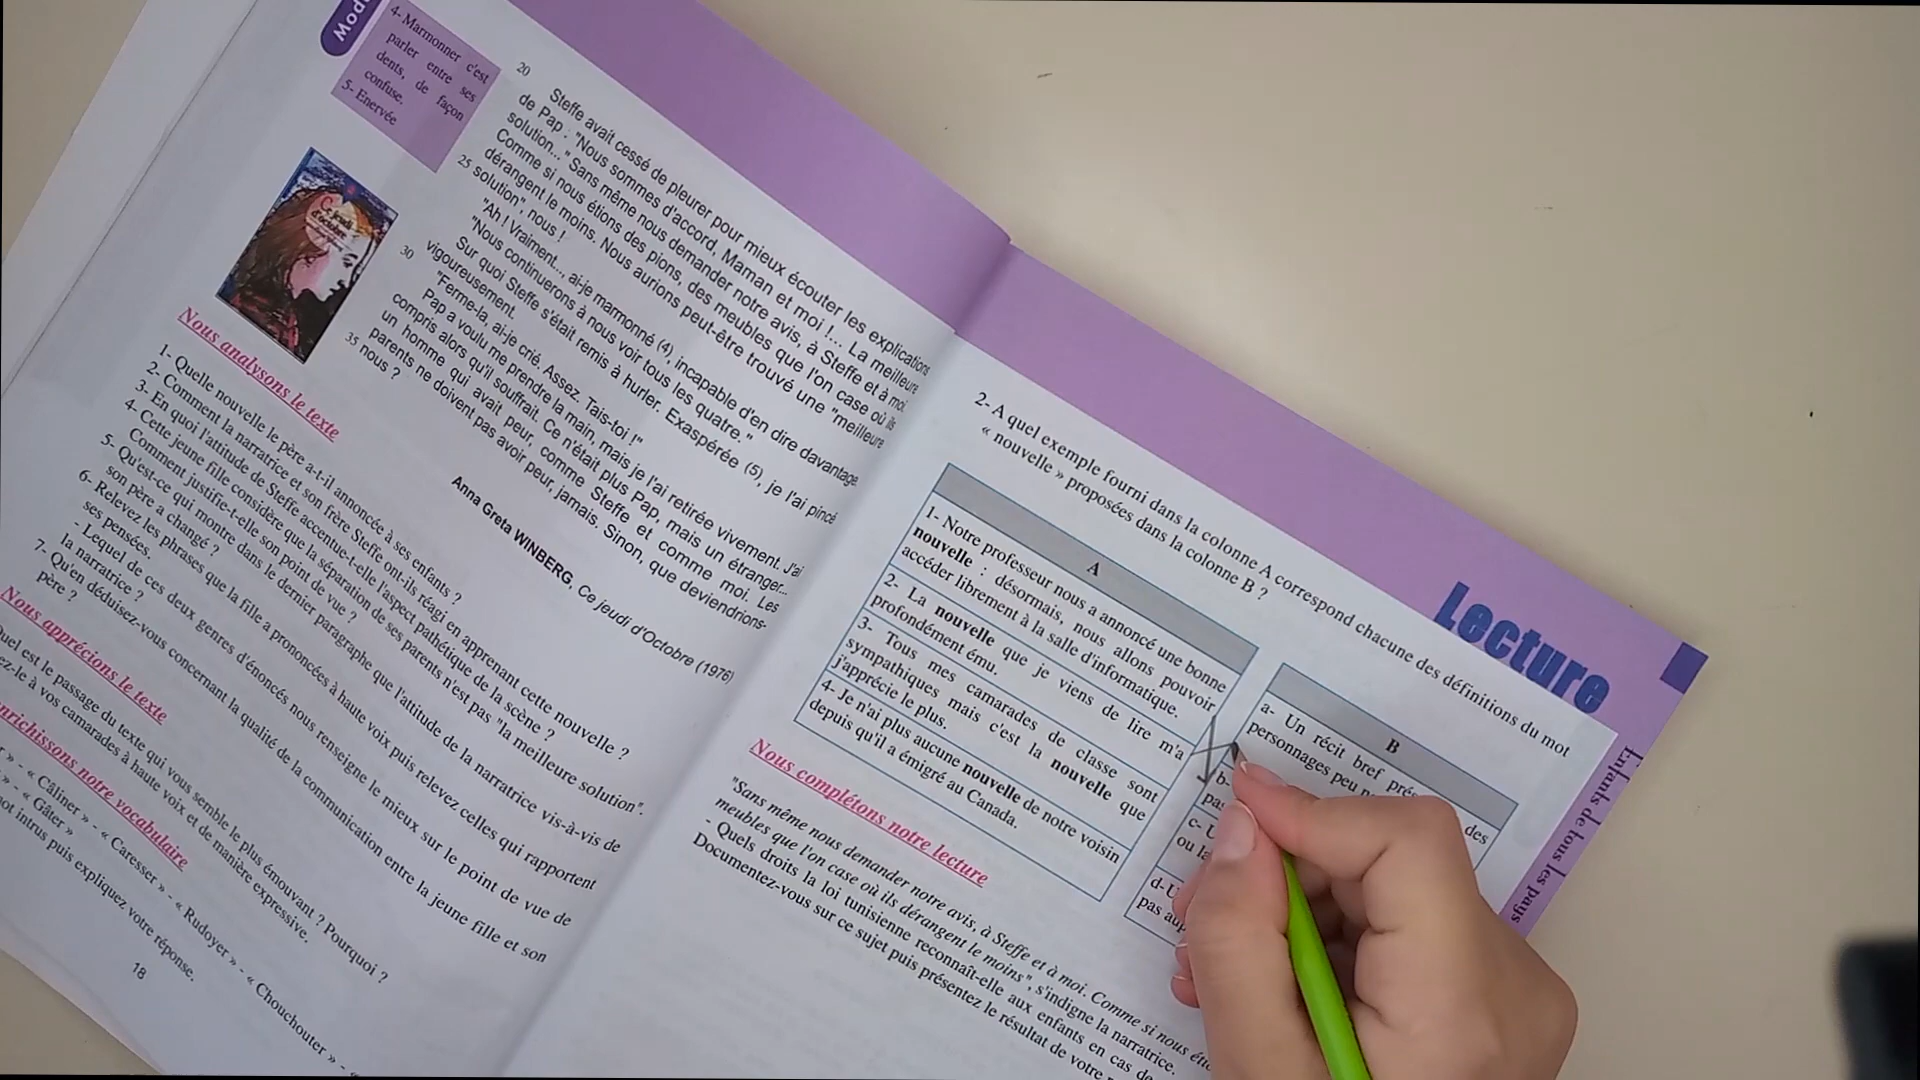 4- Marmonner c'est
parler entre ses
dents, de façon
confuse.
5- Enervée
20
Steffe avait cessé de pleurer pour mieux écouter les explications
de Pap : "Nous sommes d'accord, Maman et moi !... La meilleure
solution..." Sans même nous demander notre avis, à Steffe et à moi.
Comme si nous étions des pions, des meubles que l'on case où ils
dérangent le moins. Nous aurions peut-être trouvé une "meilleure
25 solution", nous !
"Ah ! Vraiment..., ai-je marmonné (4), incapable d'en dire davantage.
"Nous continuerons à nous voir tous les quatre."
Sur quoi Steffe s'était remis à hurler. Exaspérée (5), je l'ai pincé
30 vigoureusement.
"Ferme-la, ai-je crié. Assez. Tais-toi !"
Pap a voulu me prendre la main, mais je l'ai retirée vivement. J'ai
compris alors qu'il souffrait. Ce n'était plus Pap, mais un étranger...
un homme qui avait peur, comme Steffe et comme moi. Les
parents ne doivent pas avoir peur, jamais. Sinon, que deviendrions-
35 nous ?
Anna Greta WINBERG, Ce jeudi d'Octobre (1976)
Nous analysons le texte
1- Quelle nouvelle le père a-t-il annoncée à ses enfants ?
2- Comment la narratrice et son frère Steffe ont-ils réagi en apprenant cette nouvelle ?
3- En quoi l'attitude de Steffe accentue-t-elle l'aspect pathétique de la scène ?
4- Cette jeune fille considère que la séparation de ses parents n'est pas "la meilleure solution".
Comment justifie-t-elle son point de vue ?
5- Qu'est-ce qui montre dans le dernier paragraphe que l'attitude de la narratrice vis-à-vis de
son père a changé ?
6- Relevez les phrases que la fille a prononcées à haute voix puis relevez celles qui rapportent
ses pensées.
- Lequel de ces deux genres d'énoncés nous renseigne le mieux sur le point de vue de
la narratrice ?
7- Qu'en déduisez-vous concernant la qualité de la communication entre la jeune fille et son
père ?
Nous apprécions le texte
Quel est le passage du texte qui vous semble le plus émouvant ? Pourquoi ?
à vos camarades à haute voix et de manière expressive.
notre vocabulaire
« Câliner » - « Caresser » - « Rudoyer » - « Chouchouter » -
« Gâter »
intrus puis expliquez votre réponse.
18
Lecture
Enfants de tous les pays
2- A quel exemple fourni dans la colonne A correspond chacune des définitions du mot
« nouvelle » proposées dans la colonne B ?
A
1- Notre professeur nous a annoncé une bonne
nouvelle : désormais, nous allons pouvoir
accéder librement à la salle d'informatique.
2- La nouvelle que je viens de lire m'a
profondément ému.
3- Tous mes camarades de classe sont
sympathiques mais c'est la nouvelle que
j'apprécie le plus.
4- Je n'ai plus aucune nouvelle de notre voisin
depuis qu'il a émigré au Canada.
B
a- Un récit bref des
personnages peu
b-
c-
ou
d-
pas
Nous complétons notre lecture
"Sans même nous demander notre avis, à Steffe et à moi. Comme si nous
meubles que l'on case où ils dérangent le moins", s'indigne la narratrice.
- Quels droits la loi tunisienne reconnaît-elle aux enfants en cas de
Documentez-vous sur ce sujet puis présentez le résultat de votre